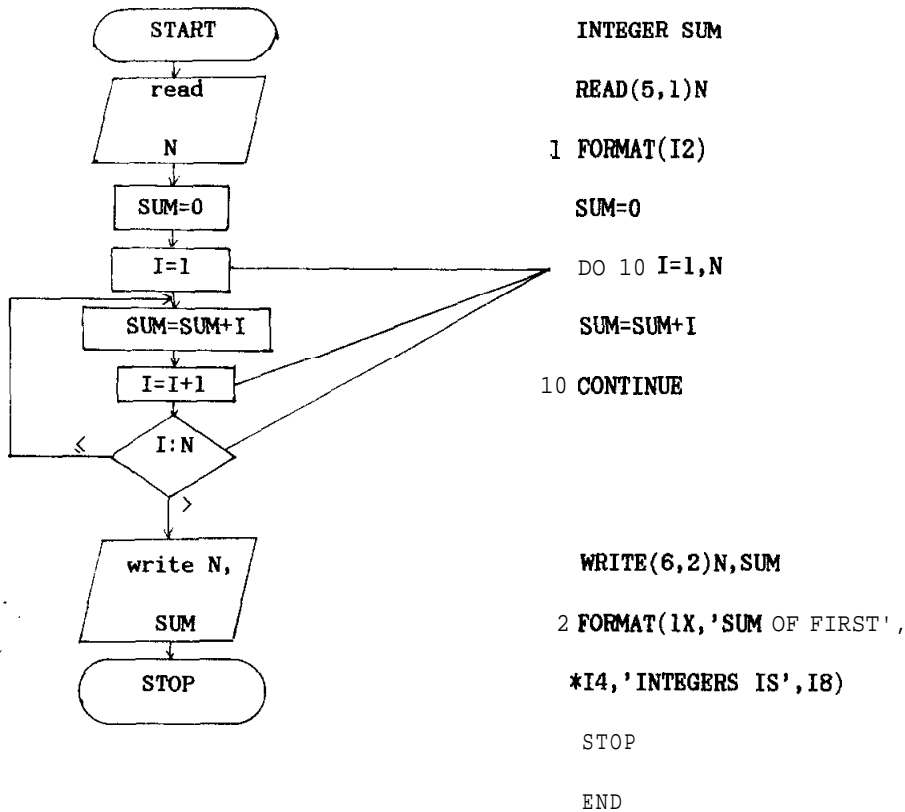 START
read
N
SUM=0
I=1
SUM=SUM+I
I=I+1
I:N
≤
>
write N,
SUM
STOP
INTEGER SUM
READ(5,1)N
1 FORMAT(I2)
SUM=0
DO 10 I=1,N
SUM=SUM+I
10 CONTINUE
WRITE(6,2)N,SUM
2 FORMAT(1X,'SUM OF FIRST',
*I4,'INTEGERS IS',I8)
STOP
END